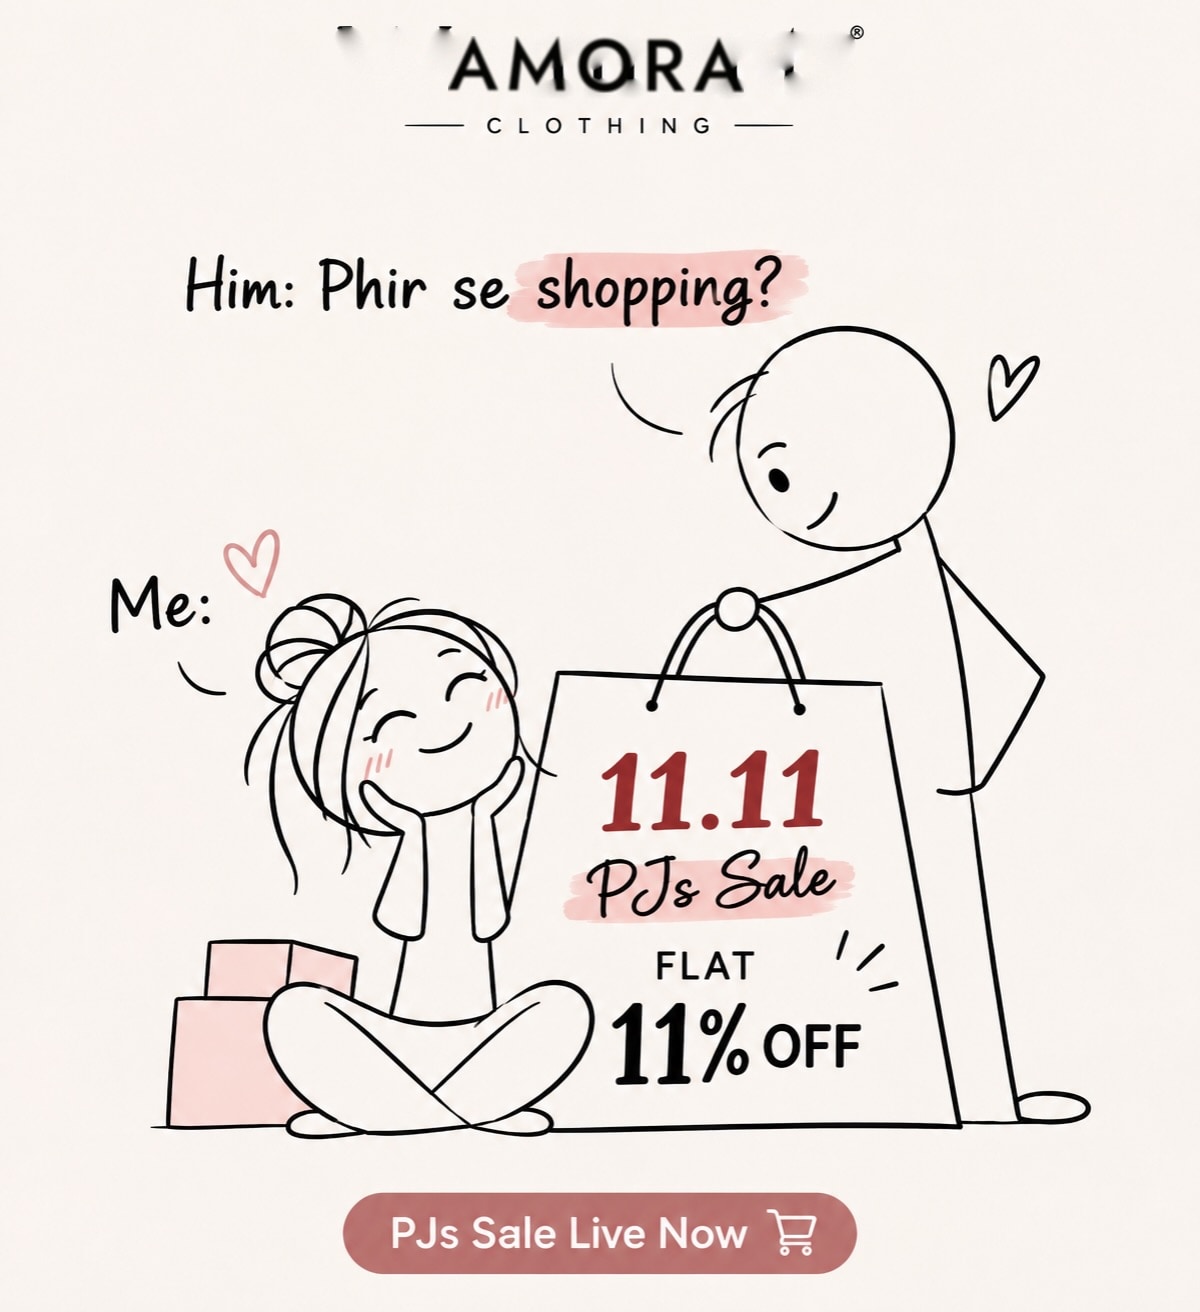 AMORA ®
CLOTHING
Him: Phir se shopping?
Me:
11.11
PJs Sale
FLAT
11% OFF
PJs Sale Live Now